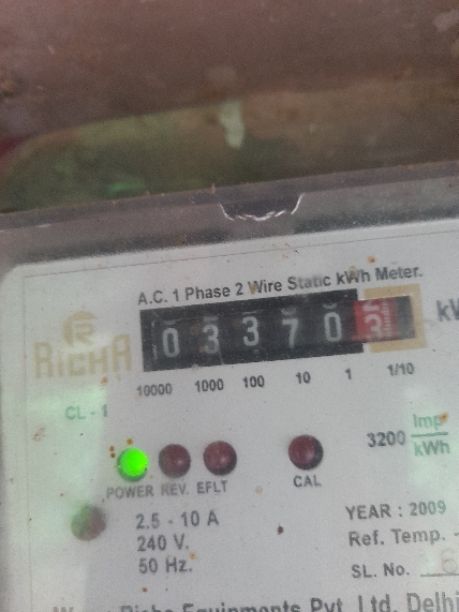 A.C. 1 Phase 2 Wire Static kWh Meter.
0 3 3 7 0 3
RICHA
10000 1000 100 10 1 1/10
CL - 1
3200 Imp/kWh
POWER REV. EFLT CAL
2.5 - 10 A
240 V.
50 Hz.
YEAR : 2009
Ref. Temp. -
SL. No.
Richa Equipments Pvt. Ltd. Delhi